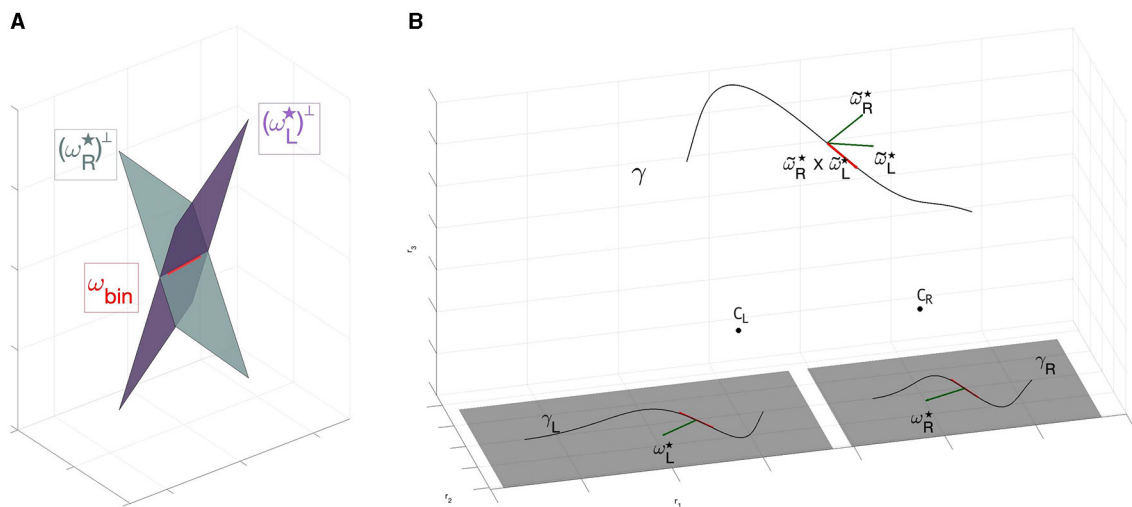 A
(ω★R)⊥
(ω★L)⊥
ωbin
B
ω̃★R
ω̃★L
ω̃★R X ω̃★L
γ
r3
CL
CR
γL
ω★L
γR
ω★R
r2
r1